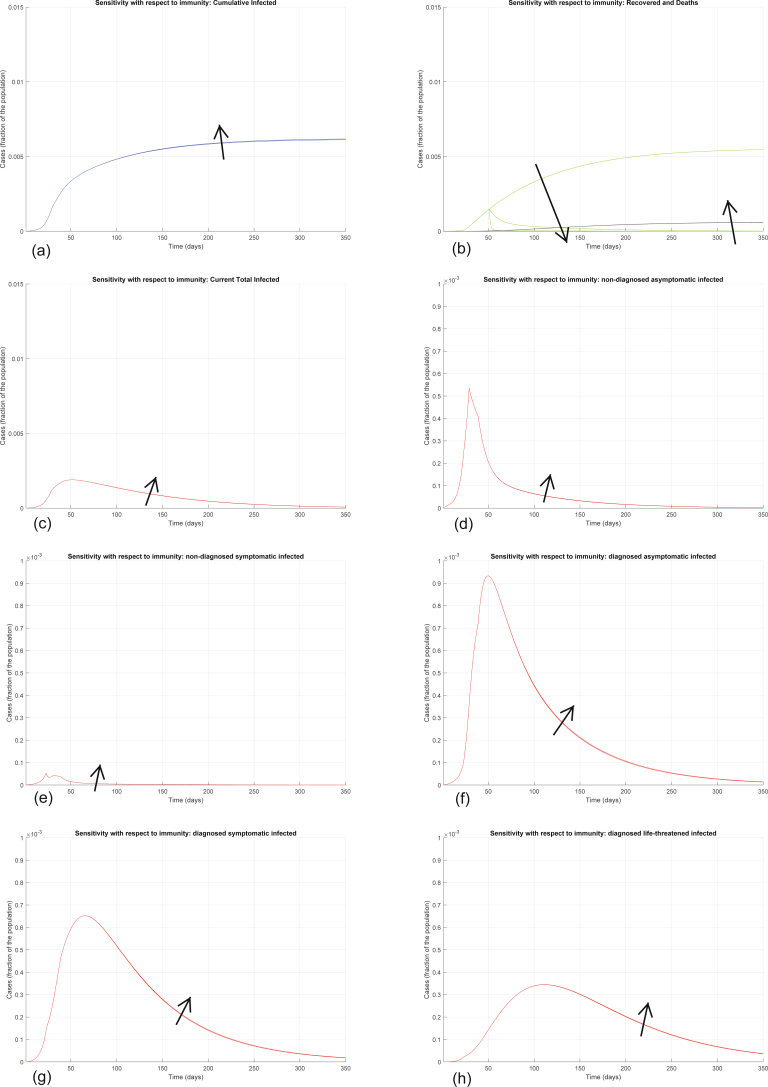 Sensitivity with respect to immunity: Cumulative Infected
0.015
0.01
0.005
0
Cases (fraction of the population)
50 100 150 200 250 300 350
Time (days)
(a)
Sensitivity with respect to immunity: Recovered and Deaths
0.015
0.01
0.005
0
Cases (fraction of the population)
50 100 150 200 250 300 350
Time (days)
(b)
Sensitivity with respect to immunity: Current Total Infected
0.015
0.01
0.005
0
Cases (fraction of the population)
50 100 150 200 250 300 350
Time (days)
(c)
Sensitivity with respect to immunity: non-diagnosed asymptomatic infected
×10⁻³
1
0.9
0.8
0.7
0.6
0.5
0.4
0.3
0.2
0.1
0
Cases (fraction of the population)
50 100 150 200 250 300 350
Time (days)
(d)
Sensitivity with respect to immunity: non-diagnosed symptomatic infected
×10⁻³
1
0.9
0.8
0.7
0.6
0.5
0.4
0.3
0.2
0.1
0
Cases (fraction of the population)
50 100 150 200 250 300 350
Time (days)
(e)
Sensitivity with respect to immunity: diagnosed asymptomatic infected
×10⁻³
1
0.9
0.8
0.7
0.6
0.5
0.4
0.3
0.2
0.1
0
Cases (fraction of the population)
50 100 150 200 250 300 350
Time (days)
(f)
Sensitivity with respect to immunity: diagnosed symptomatic infected
×10⁻³
1
0.9
0.8
0.7
0.6
0.5
0.4
0.3
0.2
0.1
0
Cases (fraction of the population)
50 100 150 200 250 300 350
Time (days)
(g)
Sensitivity with respect to immunity: diagnosed life-threatened infected
×10⁻³
1
0.9
0.8
0.7
0.6
0.5
0.4
0.3
0.2
0.1
0
Cases (fraction of the population)
50 100 150 200 250 300 350
Time (days)
(h)